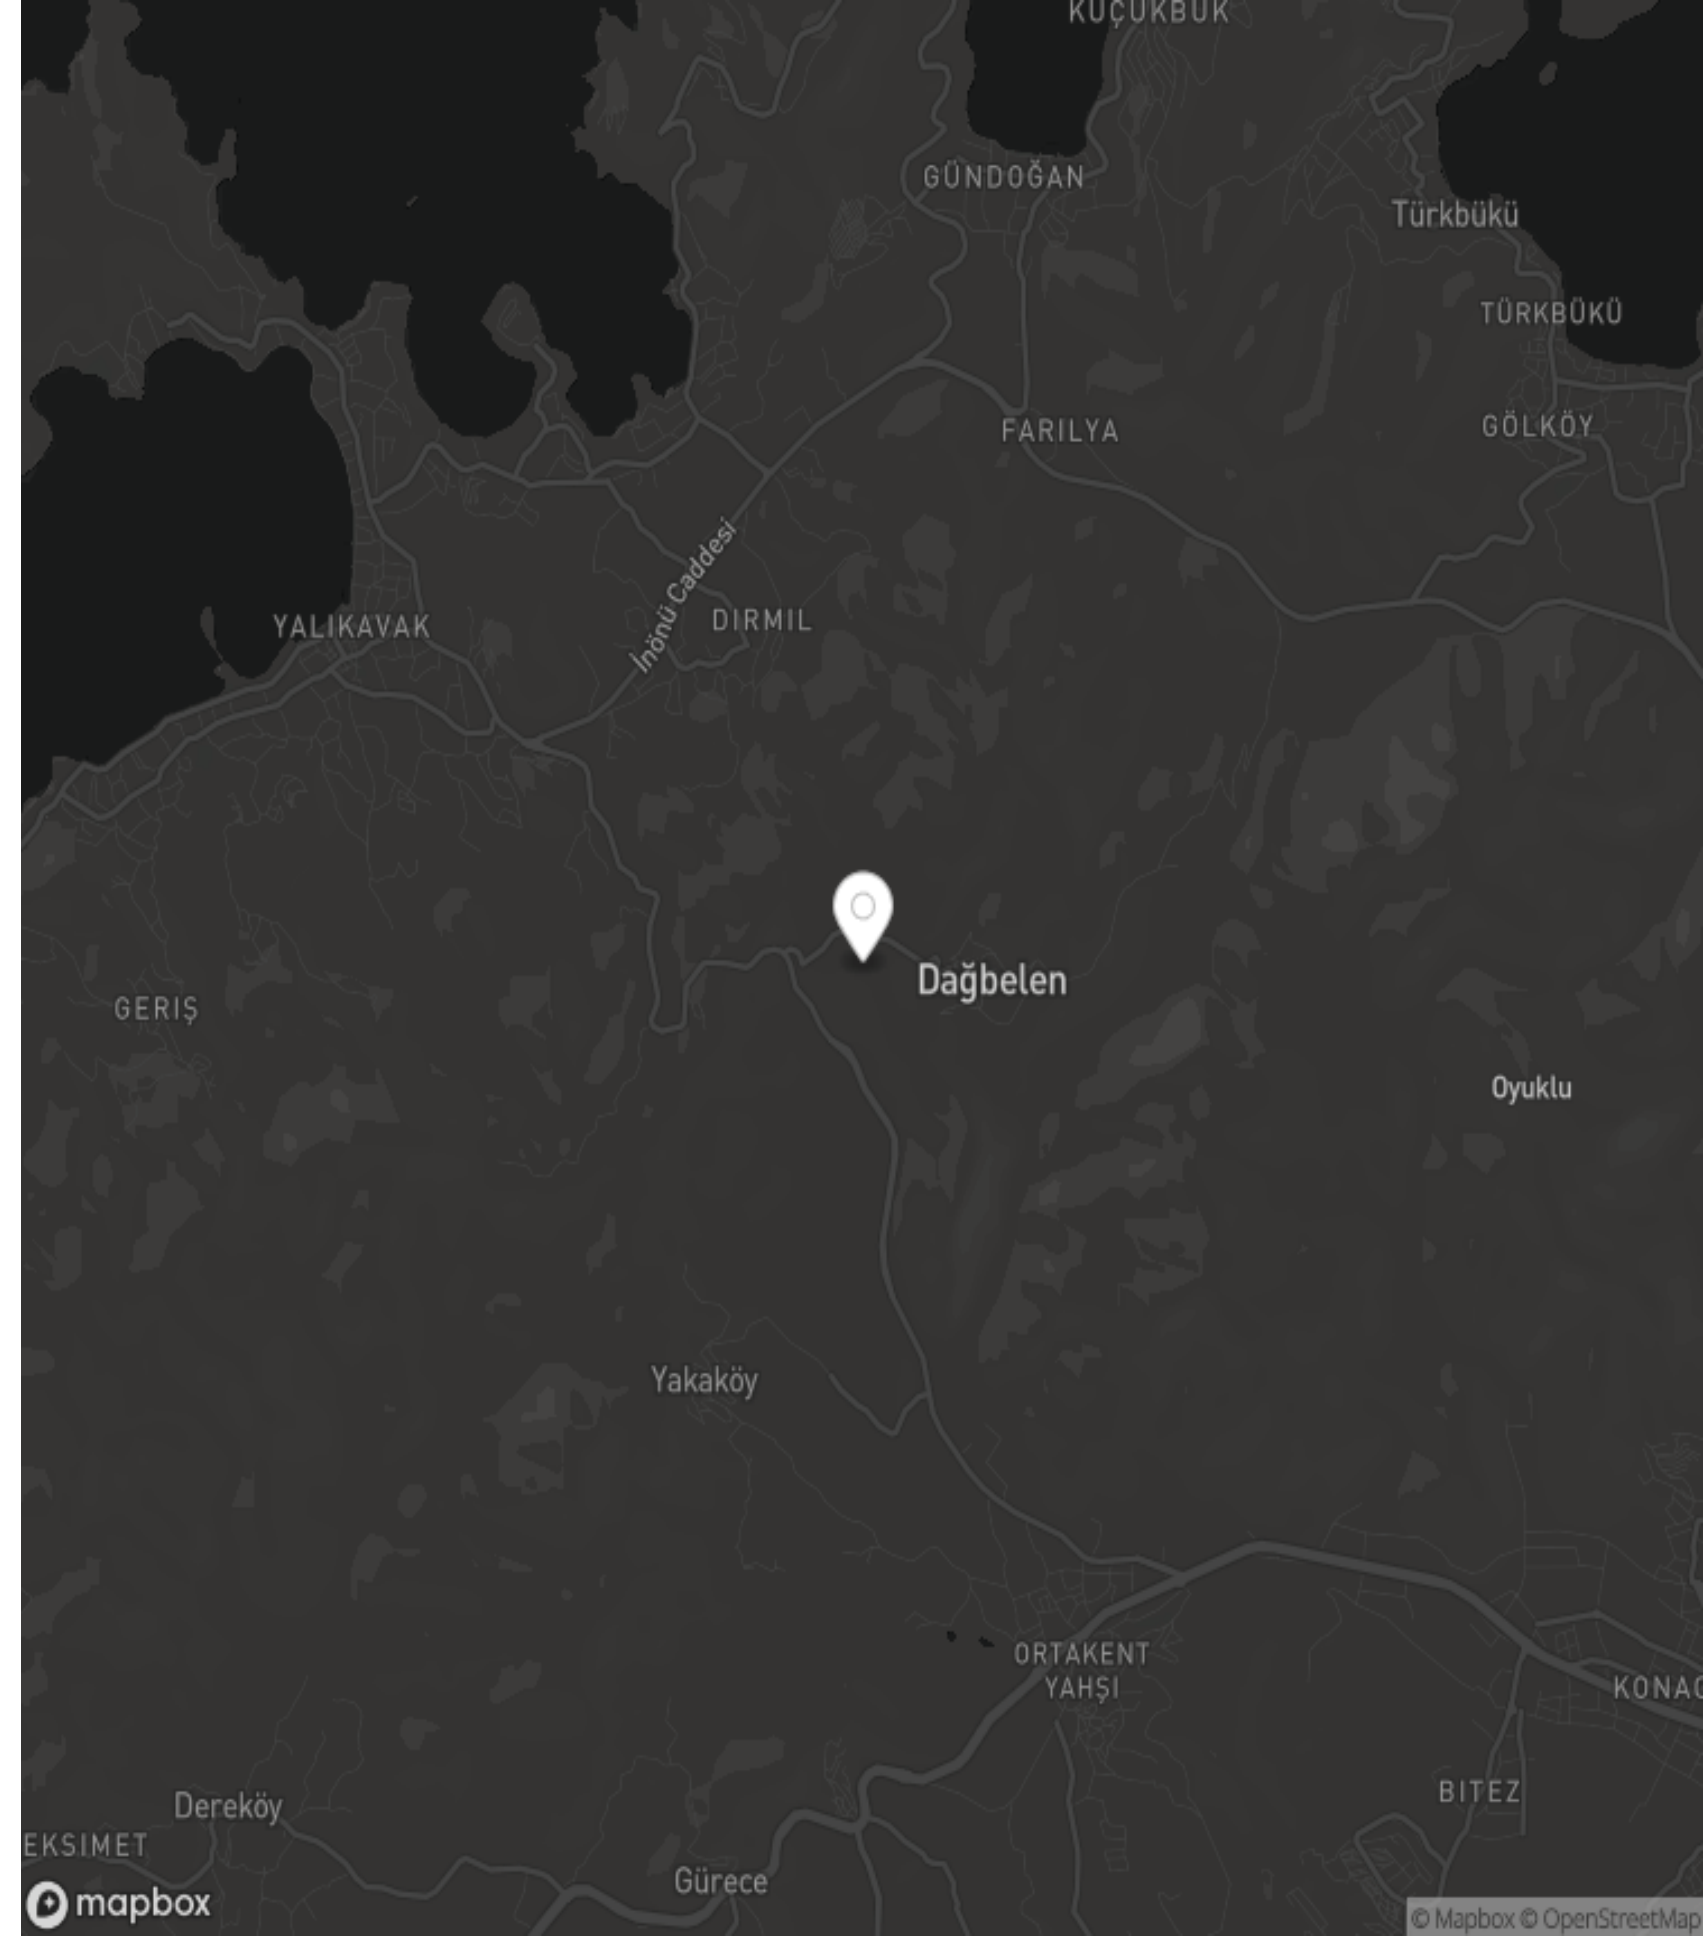 KÜÇÜKBÜK
GÜNDOĞAN
Türkbükü
TÜRKBÜKÜ
GÖLKÖY
FARILYA
İnönü Caddesi
DIRMIL
YALIKAVAK
Dağbelen
GERIŞ
Oyuklu
Yakaköy
ORTAKENT
YAHŞI
KONAC
BITEZ
Dereköy
EKSIMET
Gürece
mapbox
© Mapbox © OpenStreetMap